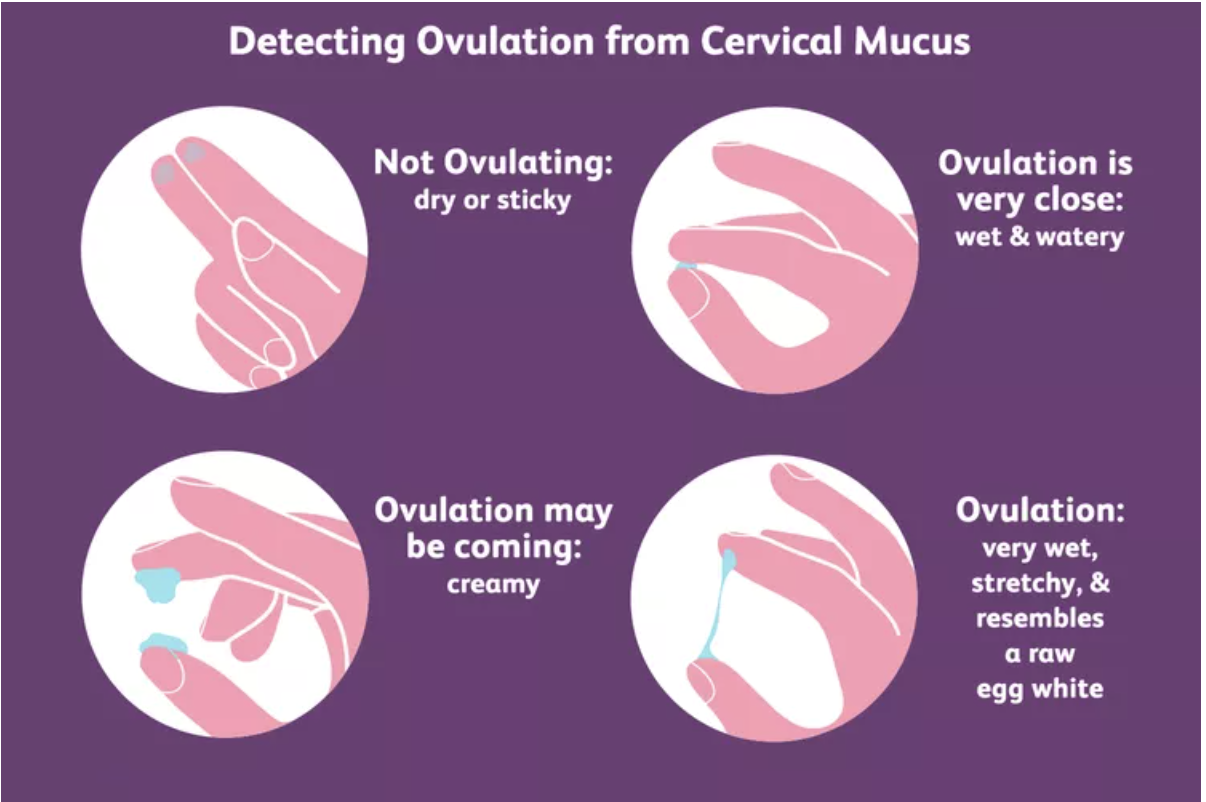 Detecting Ovulation from Cervical Mucus
Not Ovulating:
dry or sticky
Ovulation is
very close:
wet & watery
Ovulation may
be coming:
creamy
Ovulation:
very wet,
stretchy, &
resembles
a raw
egg white